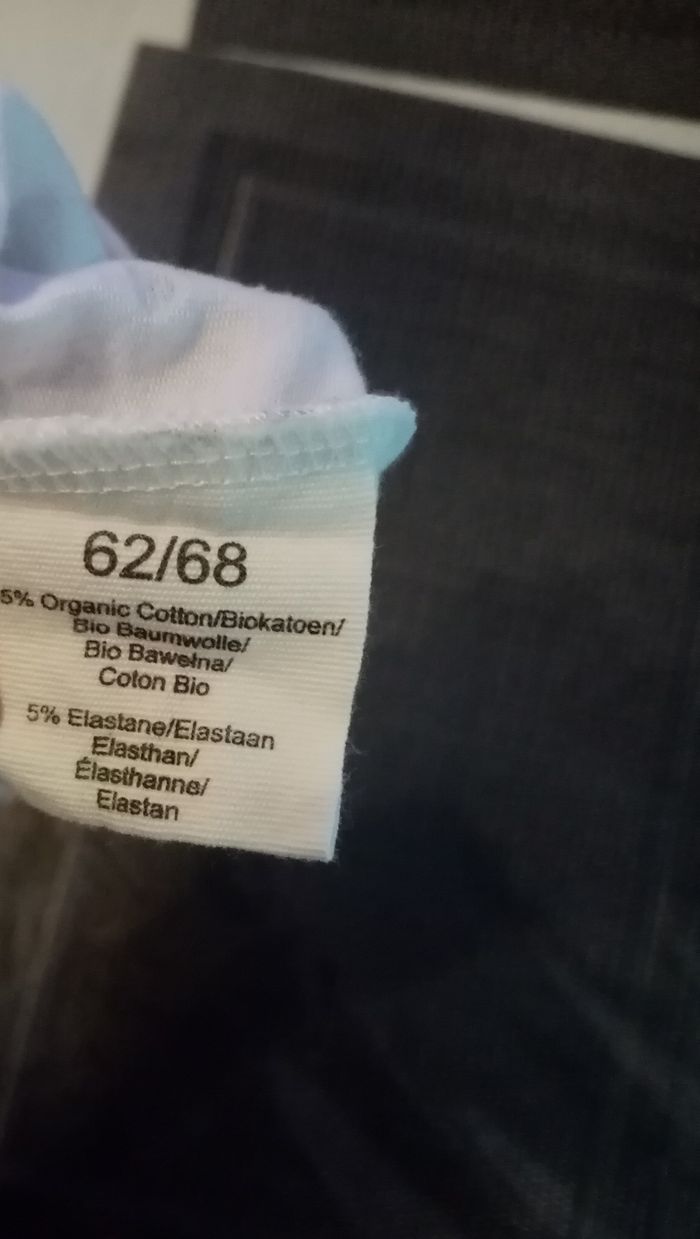 62/68
5% Organic Cotton/Biokatoen/
Bio Baumwolle/
Bio Bawełna/
Coton Bio
5% Elastane/Elastaan
Elasthan/
Élasthanne/
Elastan